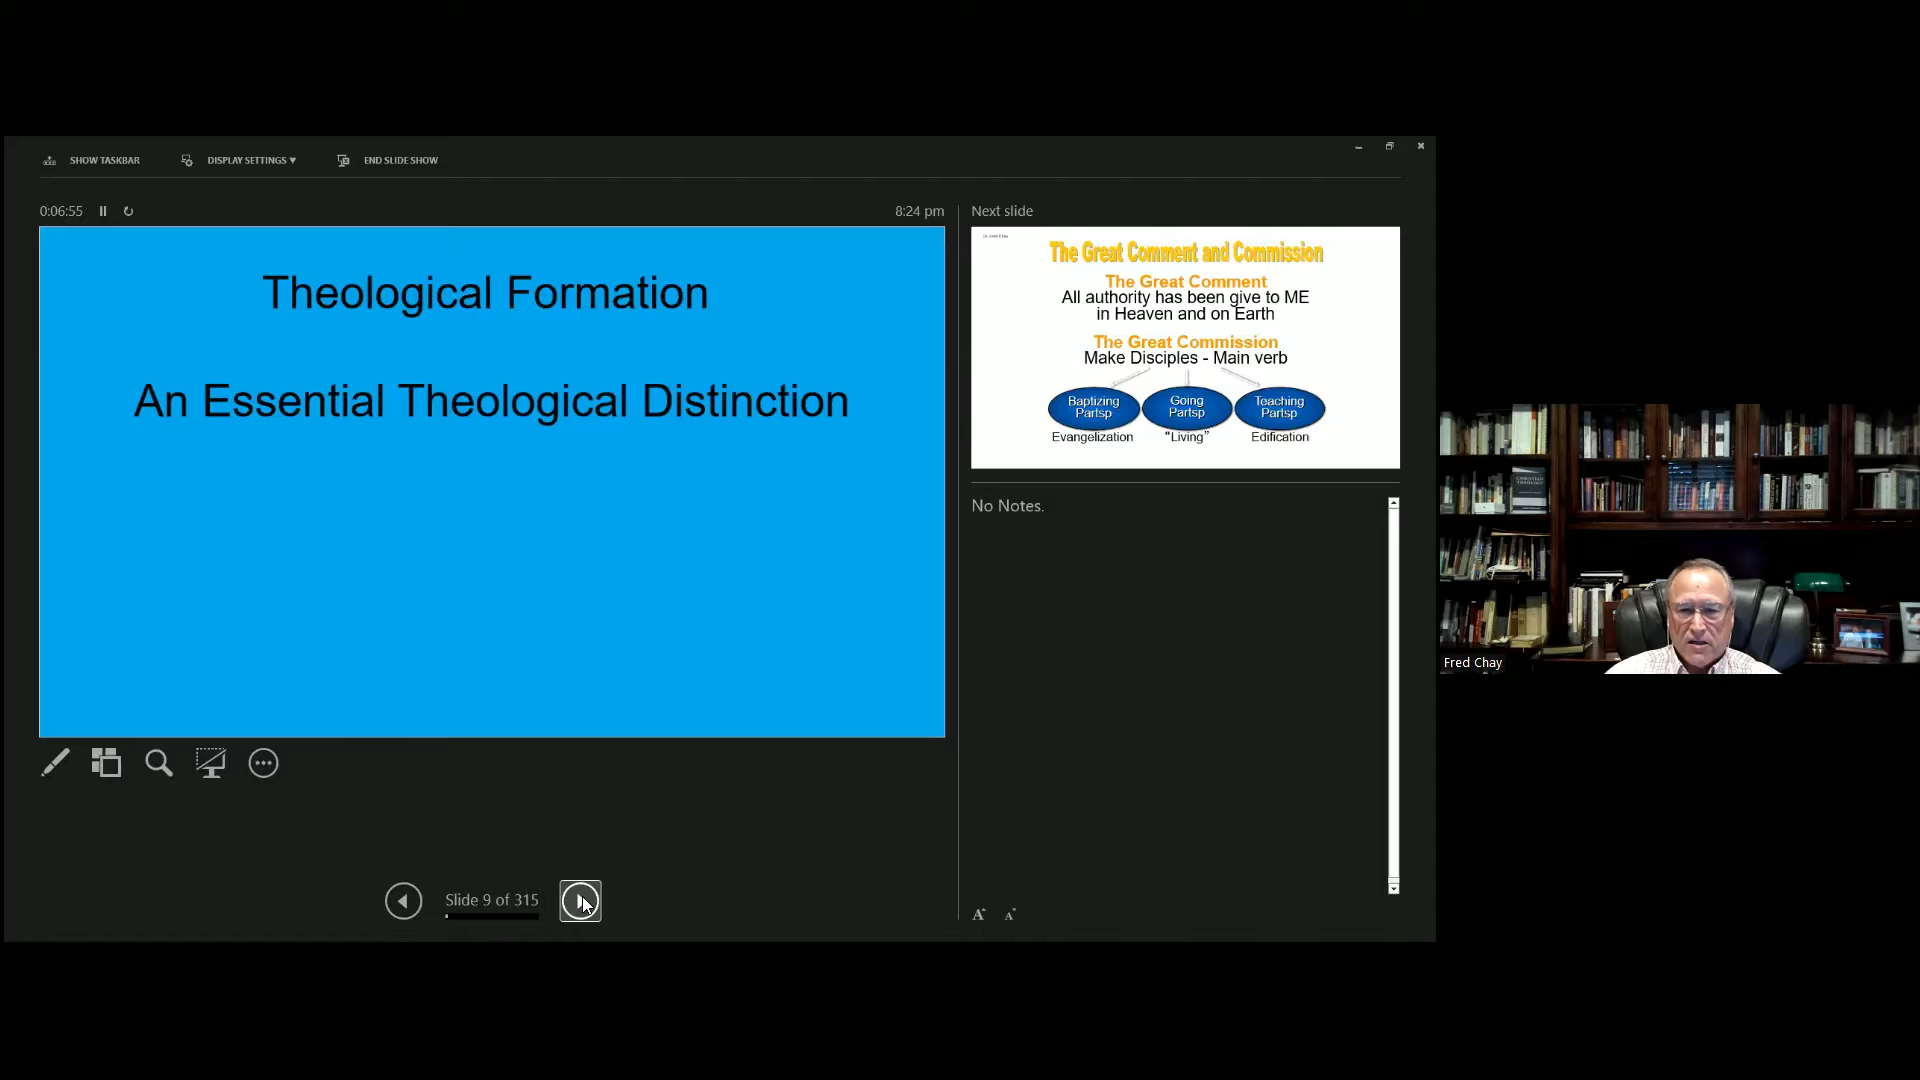 SHOW TASKBAR
DISPLAY SETTINGS ▼
END SLIDE SHOW
0:06:55
8:24 pm
Theological Formation
An Essential Theological Distinction
Slide 9 of 315
Next slide
The Great Comment and Commission
The Great Comment
All authority has been give to ME
in Heaven and on Earth
The Great Commission
Make Disciples - Main verb
Baptizing
Partsp
Going
Partsp
Teaching
Partsp
Evangelization
“Living”
Edification
No Notes.
A
A
Fred Chay